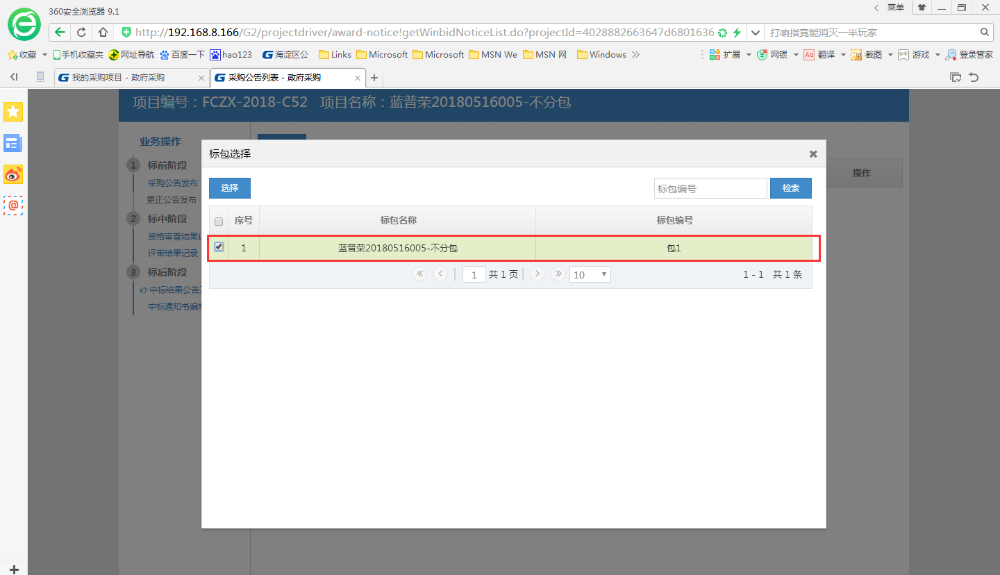 360安全浏览器 9.1
菜单
http://192.168.8.166/G2/projectdriver/award-notice!getWinbidNoticeList.do?projectId=4028882663647d6801636
打响指竟能消灭一半玩家
收藏 手机收藏夹 网址导航 百度一下 hao123 海淀区公 Links Microsoft Microsoft MSN We MSN 网 Windows 扩展 网银 翻译 截图 游戏 登录管家
我的采购项目 - 政府采购 采购公告列表 - 政府采购
项目编号：FCZX-2018-C52 项目名称：蓝普荣20180516005-不分包
业务操作
1 标前阶段
采购公告发布
更正公告发布
2 标中阶段
资格审查结果
评审结果记录
3 标后阶段
中标结果公告
中标通知书编制
操作
标包选择
选择 标包编号 检索
序号 标包名称 标包编号
1 蓝普荣20180516005-不分包 包1
1 共 1 页 10 1 - 1 共 1 条